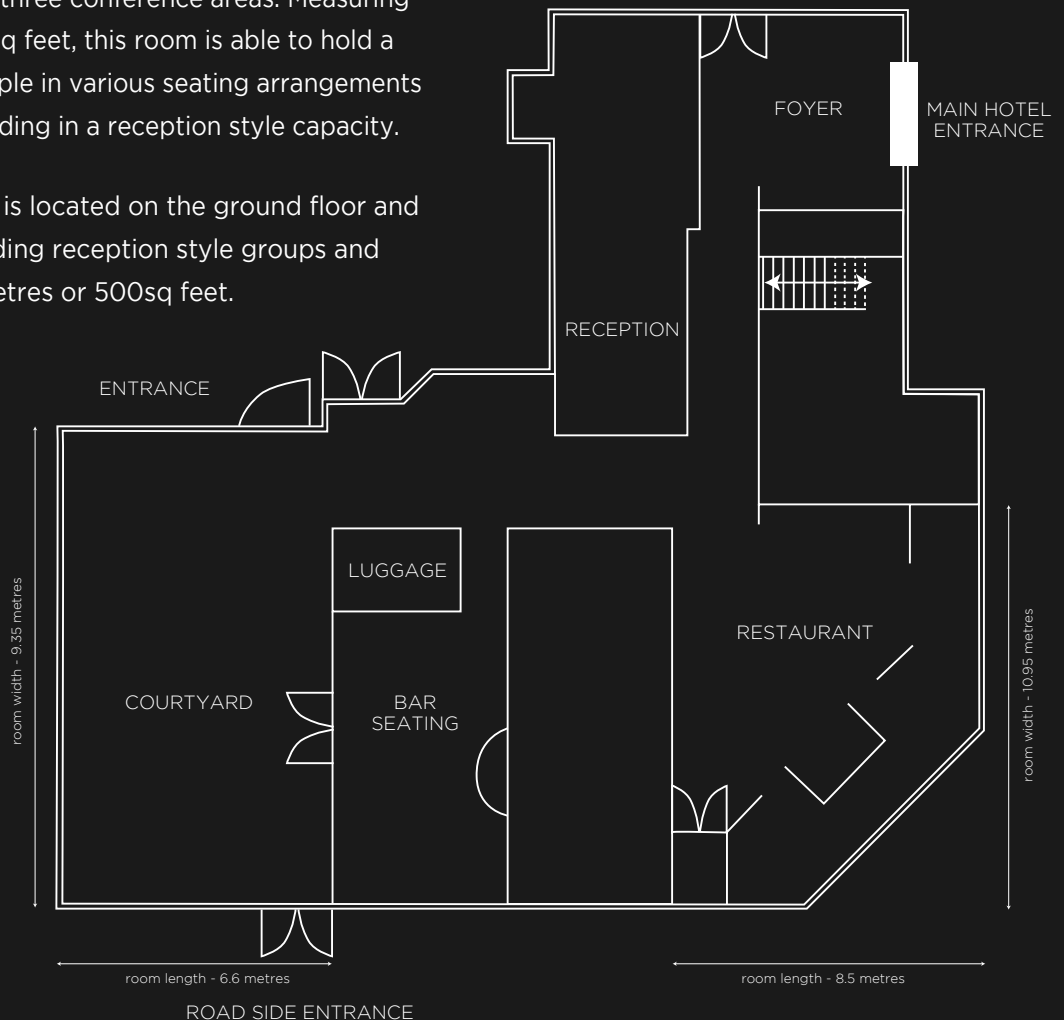 three conference areas. Measuring
sq feet, this room is able to hold a
ple in various seating arrangements
ding in a reception style capacity.
is located on the ground floor and
ding reception style groups and
etres or 500sq feet.
FOYER
MAIN HOTEL
ENTRANCE
RECEPTION
ENTRANCE
LUGGAGE
RESTAURANT
COURTYARD
BAR
SEATING
room width - 9.35 metres
room width - 10.95 metres
room length - 6.6 metres
room length - 8.5 metres
ROAD SIDE ENTRANCE